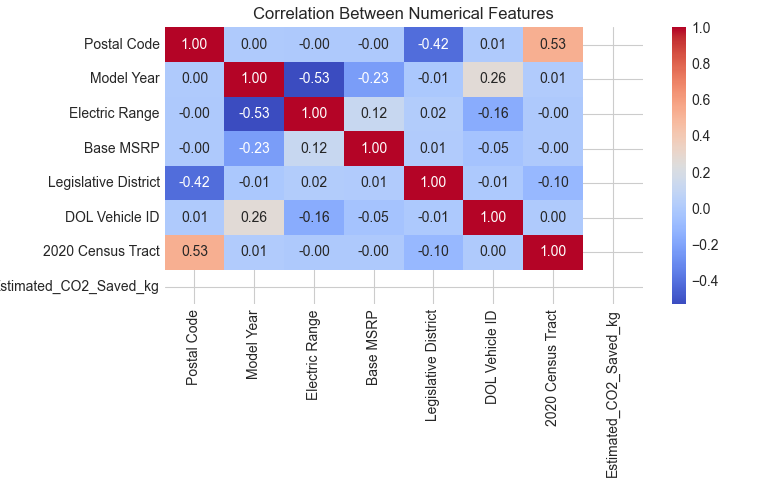 Correlation Between Numerical Features
Postal Code 1.00 0.00 -0.00 -0.00 -0.42 0.01 0.53
Model Year 0.00 1.00 -0.53 -0.23 -0.01 0.26 0.01
Electric Range -0.00 -0.53 1.00 0.12 0.02 -0.16 -0.00
Base MSRP -0.00 -0.23 0.12 1.00 0.01 -0.05 -0.00
Legislative District -0.42 -0.01 0.02 0.01 1.00 -0.01 -0.10
DOL Vehicle ID 0.01 0.26 -0.16 -0.05 -0.01 1.00 0.00
2020 Census Tract 0.53 0.01 -0.00 -0.00 -0.10 0.00 1.00
Estimated_CO2_Saved_kg
Postal Code
Model Year
Electric Range
Base MSRP
Legislative District
DOL Vehicle ID
2020 Census Tract
Estimated_CO2_Saved_kg
1.0
0.8
0.6
0.4
0.2
0.0
−0.2
−0.4